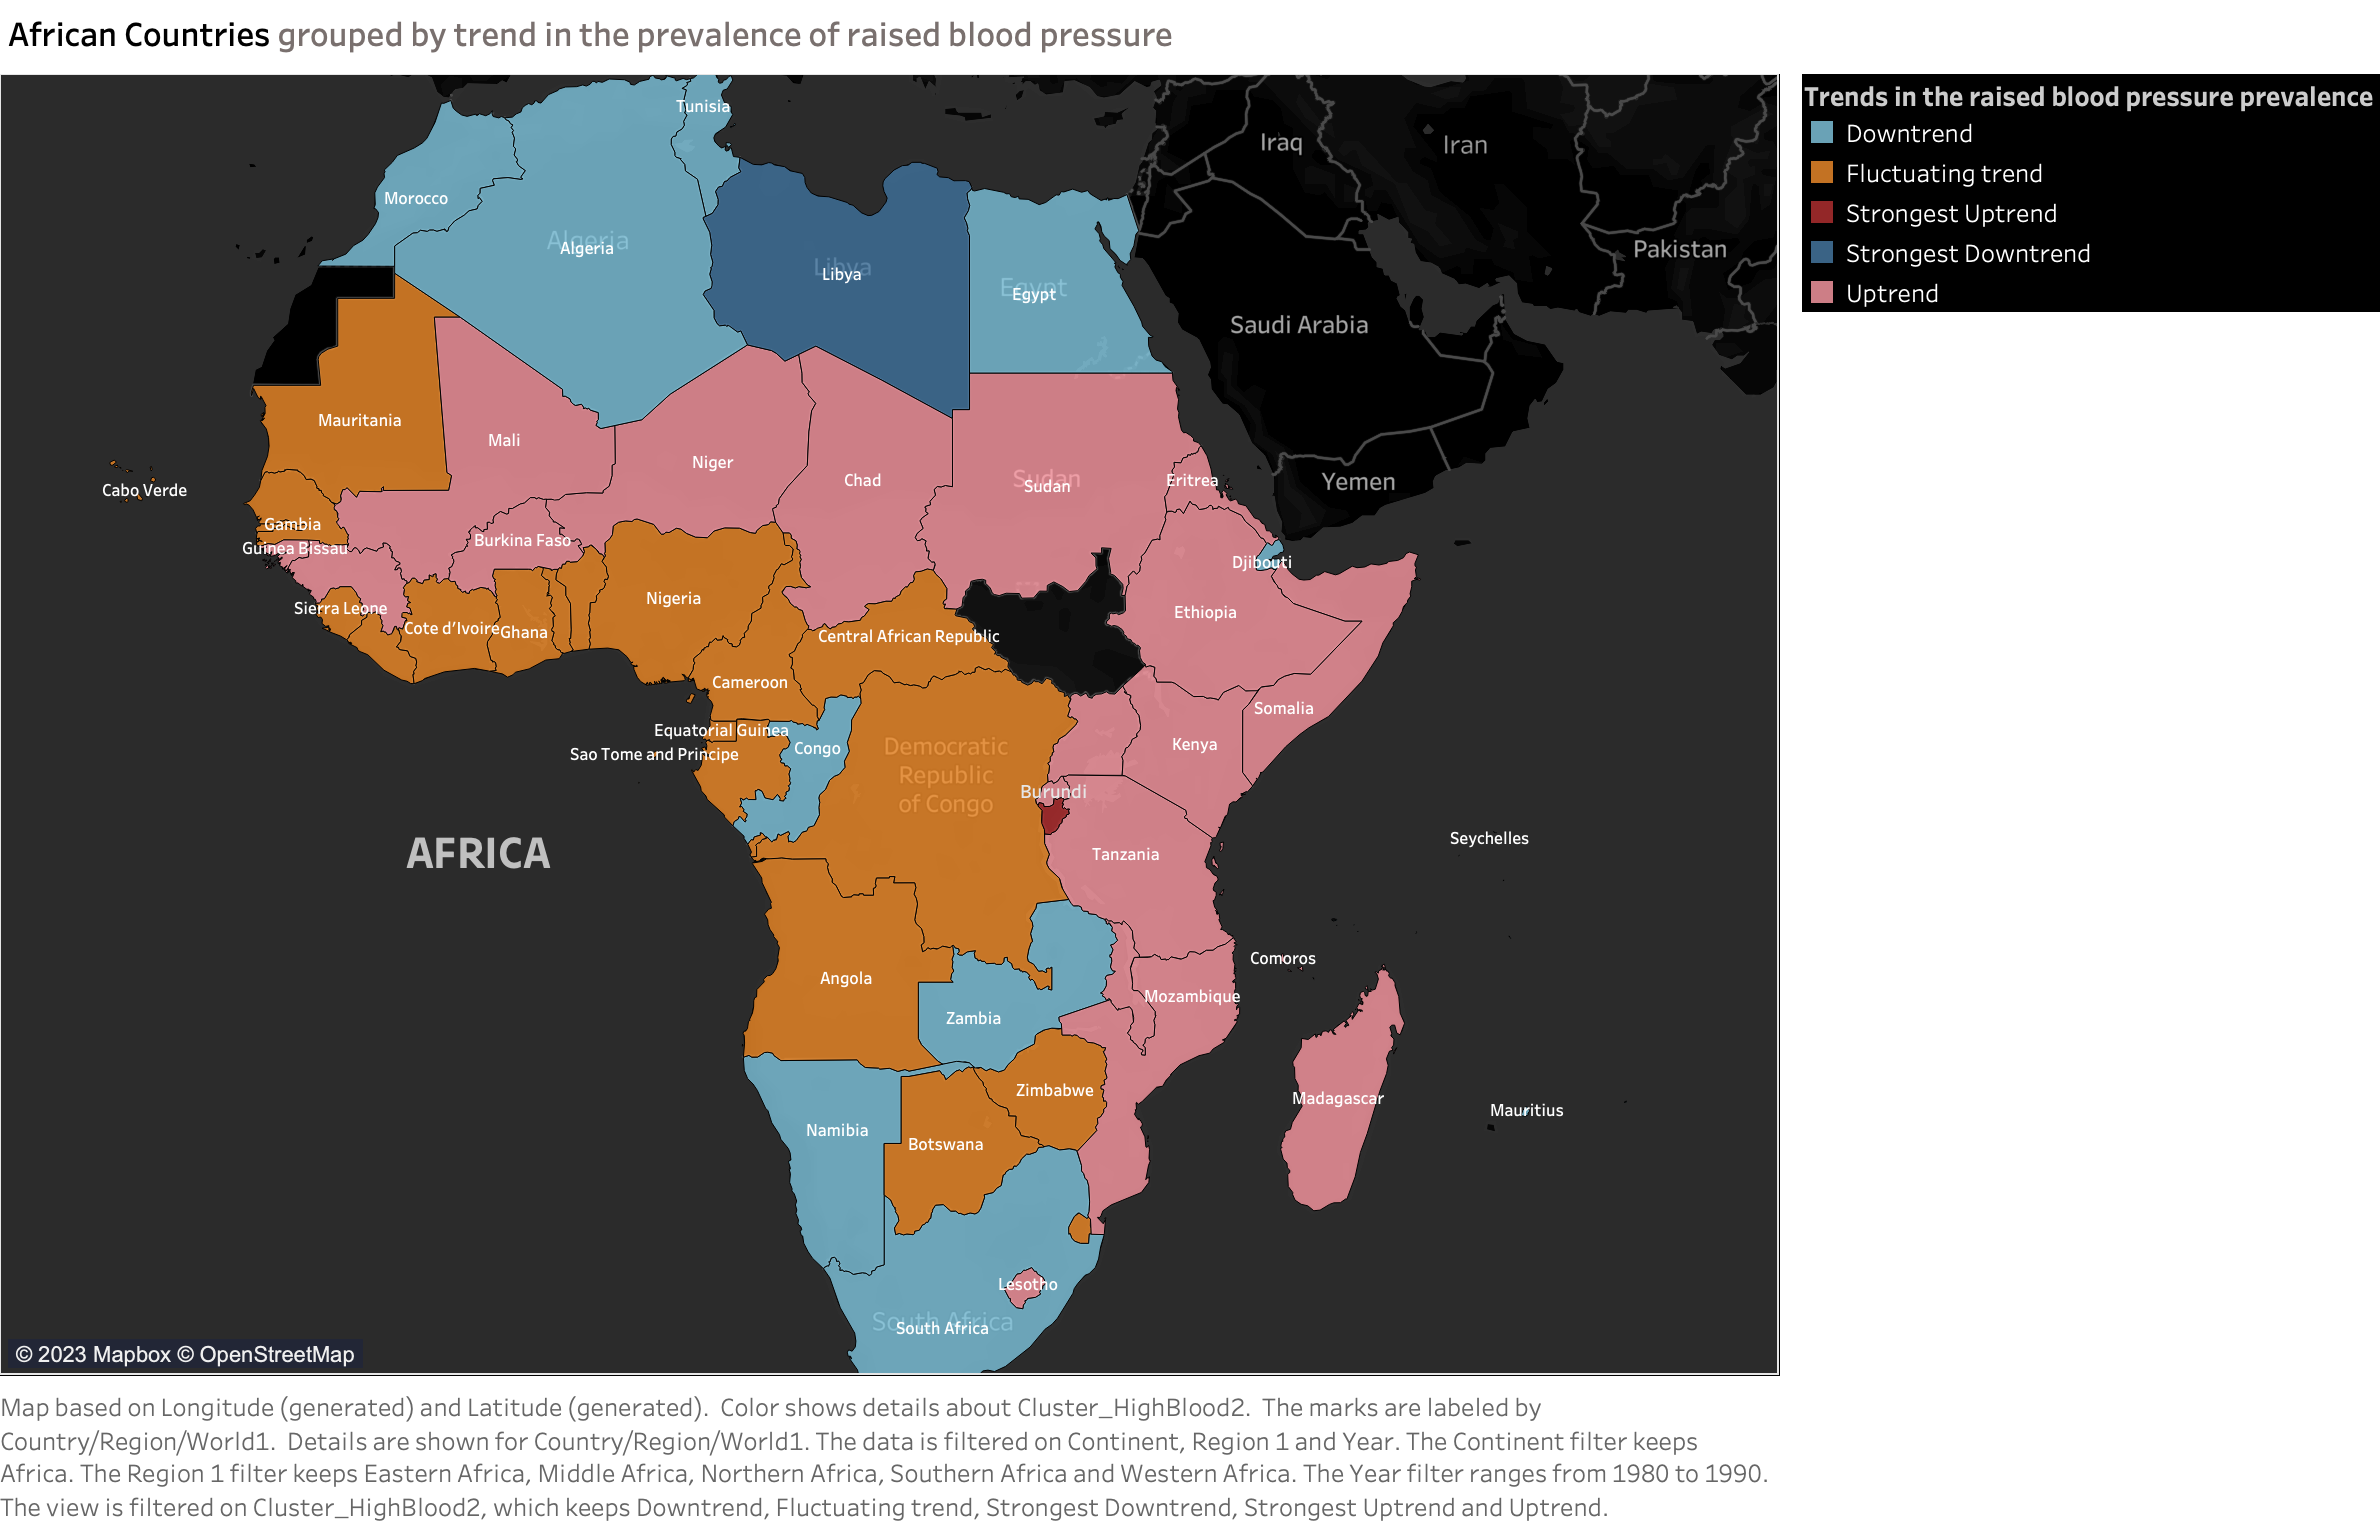 African Countries grouped by trend in the prevalence of raised blood pressure
Trends in the raised blood pressure prevalence
Downtrend
Fluctuating trend
Strongest Uptrend
Strongest Downtrend
Uptrend
Tunisia
Iraq
Iran
Morocco
Algeria
Algeria
Pakistan
Libya
Libya
Egypt
Egypt
Saudi Arabia
Mauritania
Mali
Niger
Chad
Sudan
Sudan
Eritrea
Yemen
Cabo Verde
Gambia
Guinea Bissau
Burkina Faso
Djibouti
Nigeria
Sierra Leone
Ethiopia
Cote d'Ivoire
Ghana
Central African Republic
Cameroon
Somalia
Equatorial Guinea
Sao Tome and Principe
Congo
Democratic
Republic
of Congo
Kenya
Burundi
AFRICA
Tanzania
Seychelles
Comoros
Angola
Mozambique
Zambia
Zimbabwe
Madagascar
Mauritius
Namibia
Botswana
Lesotho
South Africa
South Africa
© 2023 Mapbox © OpenStreetMap
Map based on Longitude (generated) and Latitude (generated).  Color shows details about Cluster_HighBlood2.  The marks are labeled by
Country/Region/World1.  Details are shown for Country/Region/World1. The data is filtered on Continent, Region 1 and Year. The Continent filter keeps
Africa. The Region 1 filter keeps Eastern Africa, Middle Africa, Northern Africa, Southern Africa and Western Africa. The Year filter ranges from 1980 to 1990.
The view is filtered on Cluster_HighBlood2, which keeps Downtrend, Fluctuating trend, Strongest Downtrend, Strongest Uptrend and Uptrend.